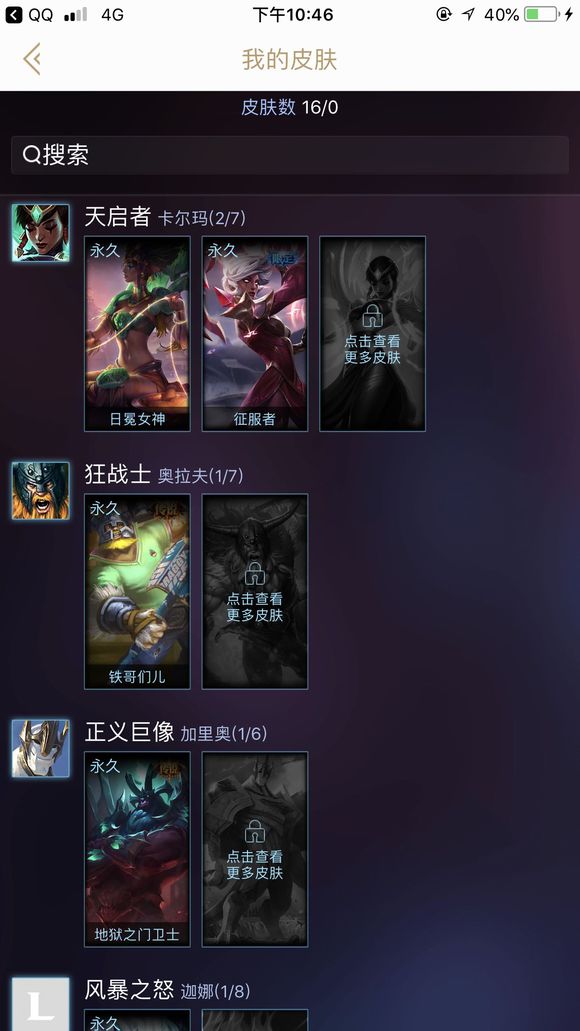 QQ 4G 下午10:46 40%
我的皮肤
皮肤数 16/0
搜索
天启者 卡尔玛(2/7)
永久
日冕女神
永久
限定
征服者
点击查看
更多皮肤
狂战士 奥拉夫(1/7)
永久
传说
铁哥们儿
点击查看
更多皮肤
正义巨像 加里奥(1/6)
永久
传说
地狱之门卫士
点击查看
更多皮肤
L
风暴之怒 迦娜(1/8)
永久